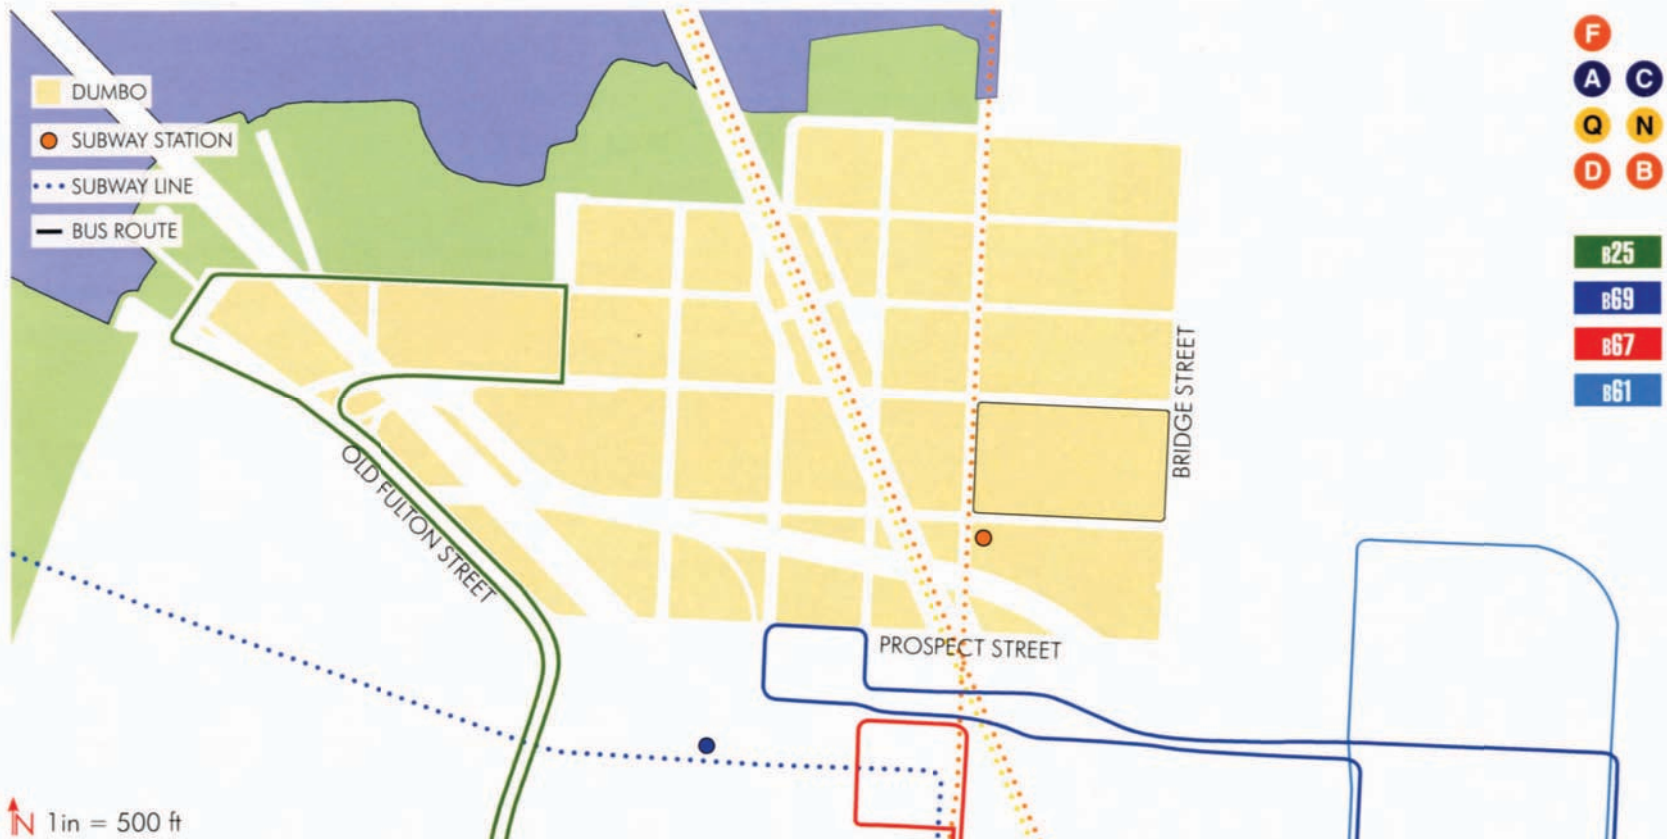 DUMBO
SUBWAY STATION
SUBWAY LINE
BUS ROUTE
OLD FULTON STREET
BRIDGE STREET
PROSPECT STREET
F
A C
Q N
D B
B25
B69
B67
B61
N 1in = 500 ft